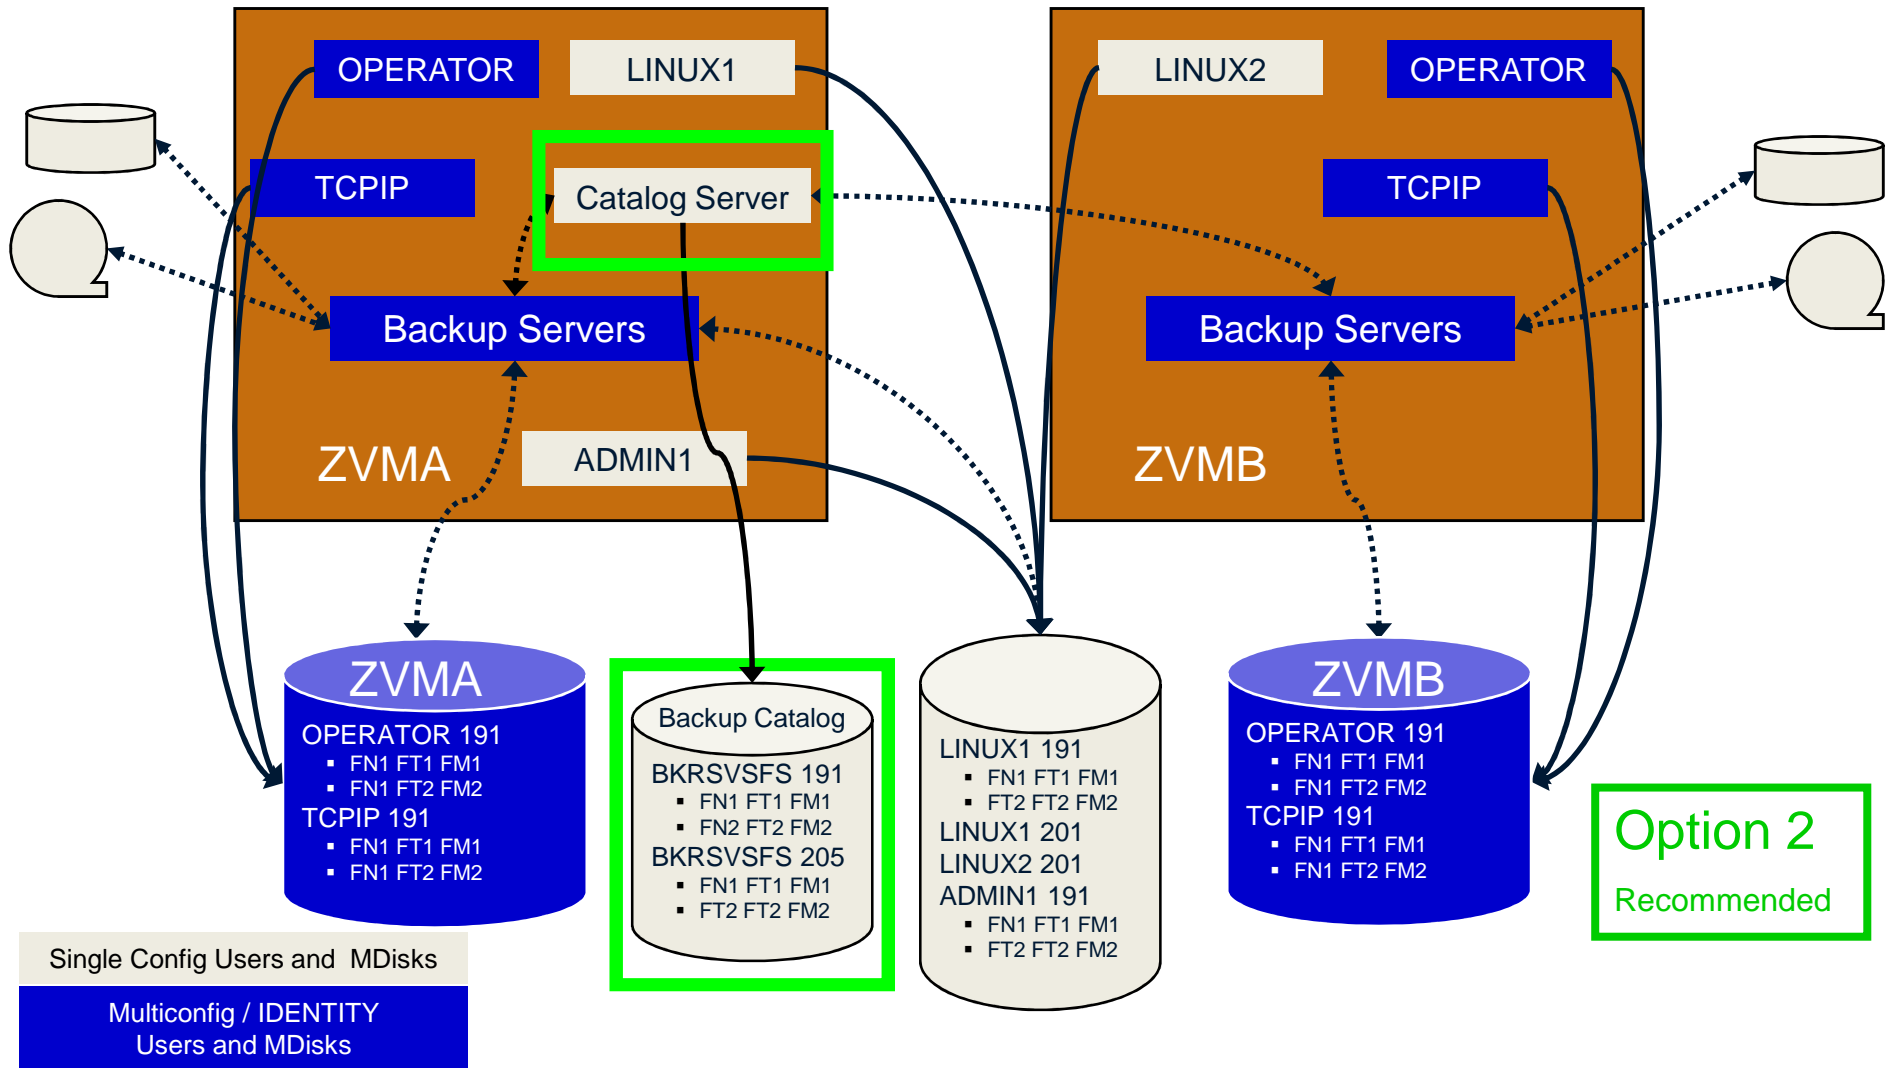 OPERATOR
LINUX1
LINUX2
OPERATOR
TCPIP
Catalog Server
TCPIP
Backup Servers
Backup Servers
ZVMA
ADMIN1
ZVMB
ZVMA
OPERATOR 191
▪ FN1 FT1 FM1
▪ FN1 FT2 FM2
TCPIP 191
▪ FN1 FT1 FM1
▪ FN1 FT2 FM2
Backup Catalog
BKRSVSFS 191
▪ FN1 FT1 FM1
▪ FN2 FT2 FM2
BKRSVSFS 205
▪ FN1 FT1 FM1
▪ FT2 FT2 FM2
LINUX1 191
▪ FN1 FT1 FM1
▪ FT2 FT2 FM2
LINUX1 201
LINUX2 201
ADMIN1 191
▪ FN1 FT1 FM1
▪ FT2 FT2 FM2
ZVMB
OPERATOR 191
▪ FN1 FT1 FM1
▪ FN1 FT2 FM2
TCPIP 191
▪ FN1 FT1 FM1
▪ FN1 FT2 FM2
Option 2
Recommended
Single Config Users and MDisks
Multiconfig / IDENTITY
Users and MDisks